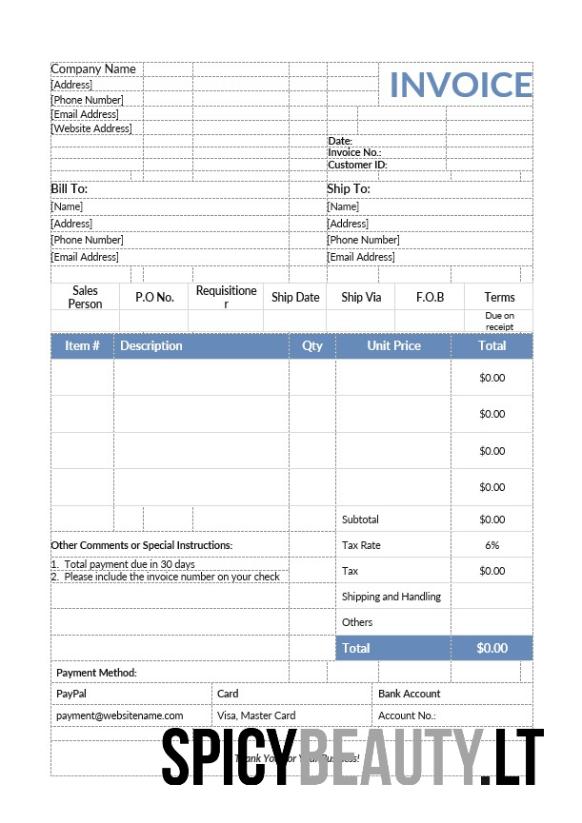 Company Name
INVOICE
[Address]
[Phone Number]
[Email Address]
[Website Address]
Date:
Invoice No.:
Customer ID:
Bill To: Ship To:
[Name] [Name]
[Address] [Address]
[Phone Number] [Phone Number]
[Email Address] [Email Address]
Sales Person P.O No. Requisitioner Ship Date Ship Via F.O.B Terms
Due on receipt
Item # Description Qty Unit Price Total
$0.00
$0.00
$0.00
$0.00
Subtotal $0.00
Other Comments or Special Instructions: Tax Rate 6%
1. Total payment due in 30 days Tax $0.00
2. Please include the invoice number on your check
Shipping and Handling
Others
Total $0.00
Payment Method:
PayPal Card Bank Account
payment@websitename.com Visa, Master Card Account No.:
Thank You For Your Business!
SPICYBEAUTY.LT